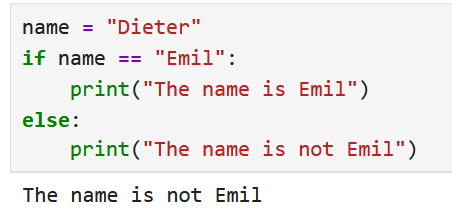 name = "Dieter"
if name == "Emil":
    print("The name is Emil")
else:
    print("The name is not Emil")
The name is not Emil